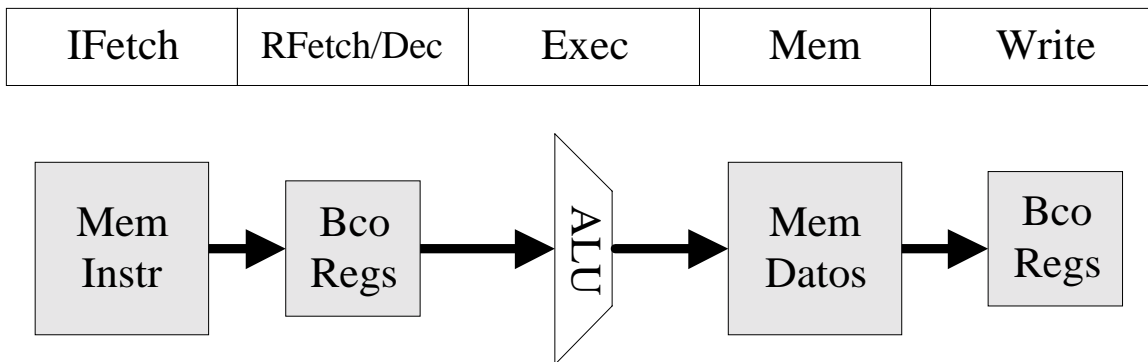 IFetch
RFetch/Dec
Exec
Mem
Write
Mem
Instr
Bco
Regs
ALU
Mem
Datos
Bco
Regs